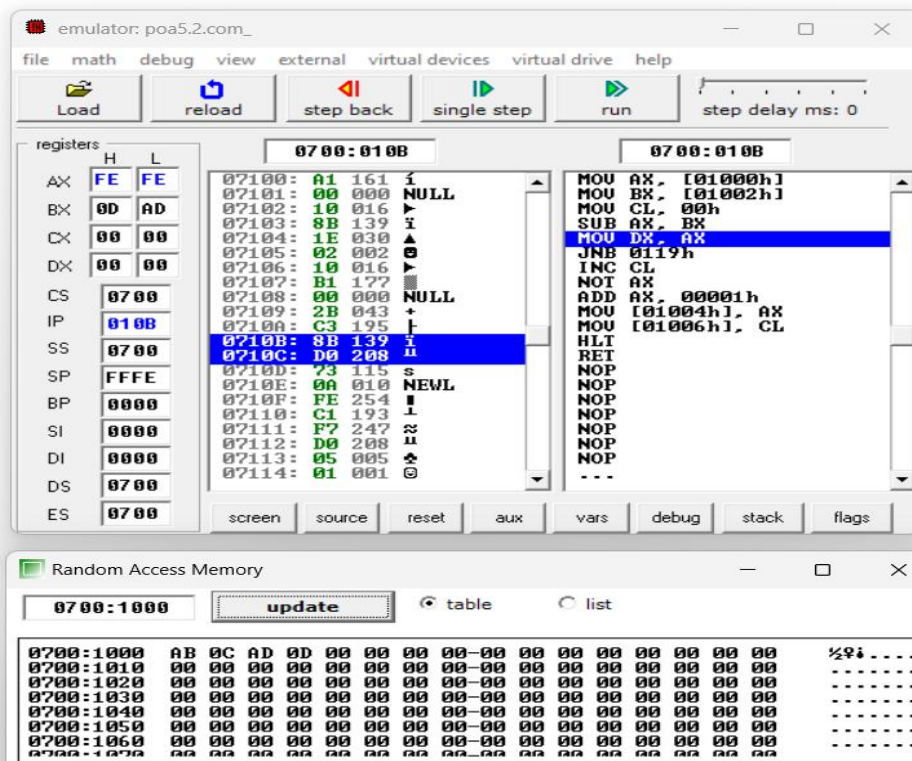 emulator: poa5.2.com_
file math debug view external virtual devices virtual drive help
Load reload step back single step run step delay ms: 0
registers
H L
AX FE FE
BX 0D AD
CX 00 00
DX 00 00
CS 0700
IP 010B
SS 0700
SP FFFE
BP 0000
SI 0000
DI 0000
DS 0700
ES 0700
0700:010B
07100: A1 161 í
07101: 00 000 NULL
07102: 10 016 ►
07103: 8B 139 ï
07104: 1E 030 ▲
07105: 02 002 ☻
07106: 10 016 ►
07107: B1 177 ▒
07108: 00 000 NULL
07109: 2B 043 +
0710A: C3 195 ├
0710B: 8B 139 ï
0710C: D0 208 ╨
0710D: 73 115 s
0710E: 0A 010 NEWL
0710F: FE 254 ■
07110: C1 193 ┴
07111: F7 247 ≈
07112: D0 208 ╨
07113: 05 005 ♣
07114: 01 001 ☺
0700:010B
MOV AX, [01000h]
MOV BX, [01002h]
MOV CL, 00h
SUB AX, BX
MOV DX, AX
JNB 0119h
INC CL
NOT AX
ADD AX, 00001h
MOV [01004h], AX
MOV [01006h], CL
HLT
RET
NOP
NOP
NOP
NOP
NOP
NOP
NOP
...
screen source reset aux vars debug stack flags
Random Access Memory
0700:1000 update table list
0700:1000 AB 0C AD 0D 00 00 00 00-00 00 00 00 00 00 00 00 ½♀¡....
0700:1010 00 00 00 00 00 00 00 00-00 00 00 00 00 00 00 00 .......
0700:1020 00 00 00 00 00 00 00 00-00 00 00 00 00 00 00 00 .......
0700:1030 00 00 00 00 00 00 00 00-00 00 00 00 00 00 00 00 .......
0700:1040 00 00 00 00 00 00 00 00-00 00 00 00 00 00 00 00 .......
0700:1050 00 00 00 00 00 00 00 00-00 00 00 00 00 00 00 00 .......
0700:1060 00 00 00 00 00 00 00 00-00 00 00 00 00 00 00 00 .......